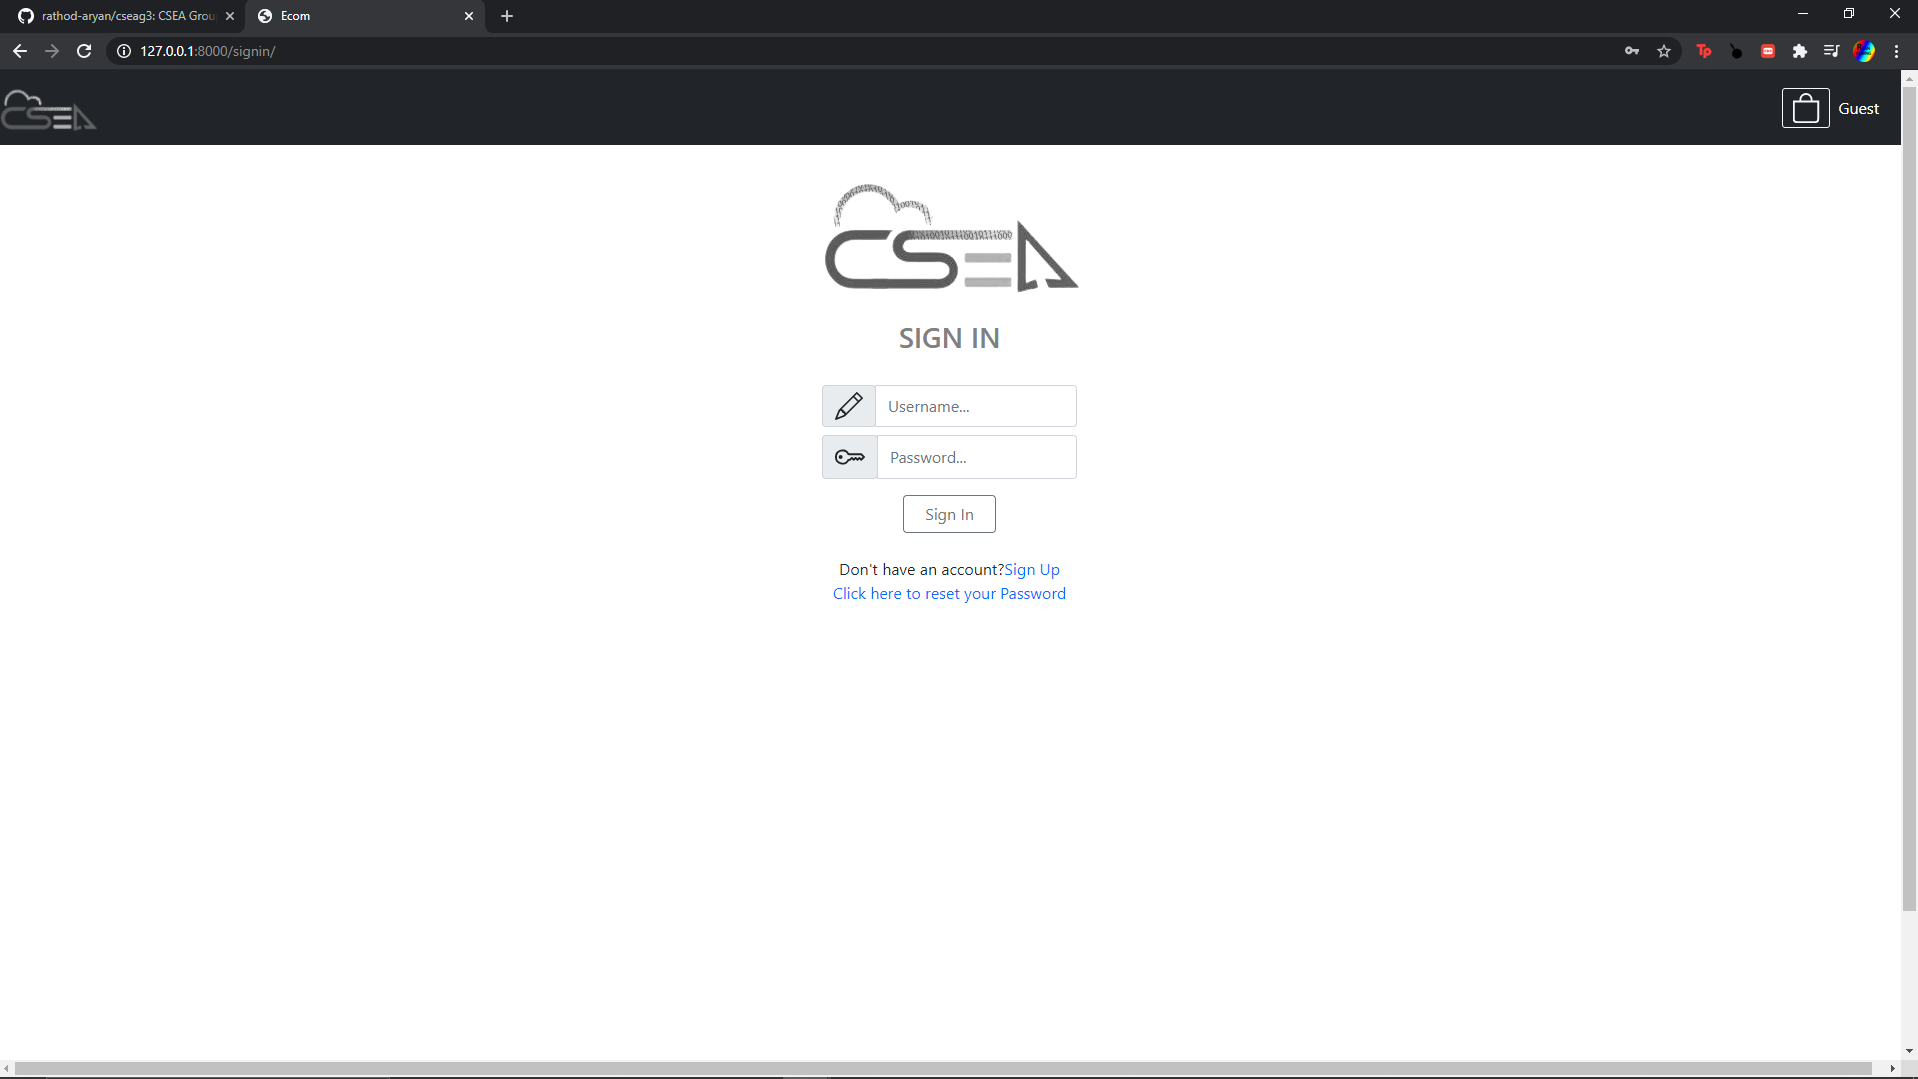 rathod-aryan/cseag3: CSEA Grou
Ecom
127.0.0.1:8000/signin/
Tp
CSEA
Guest
CSEA
SIGN IN
Username...
Password...
Sign In
Don't have an account?Sign Up
Click here to reset your Password